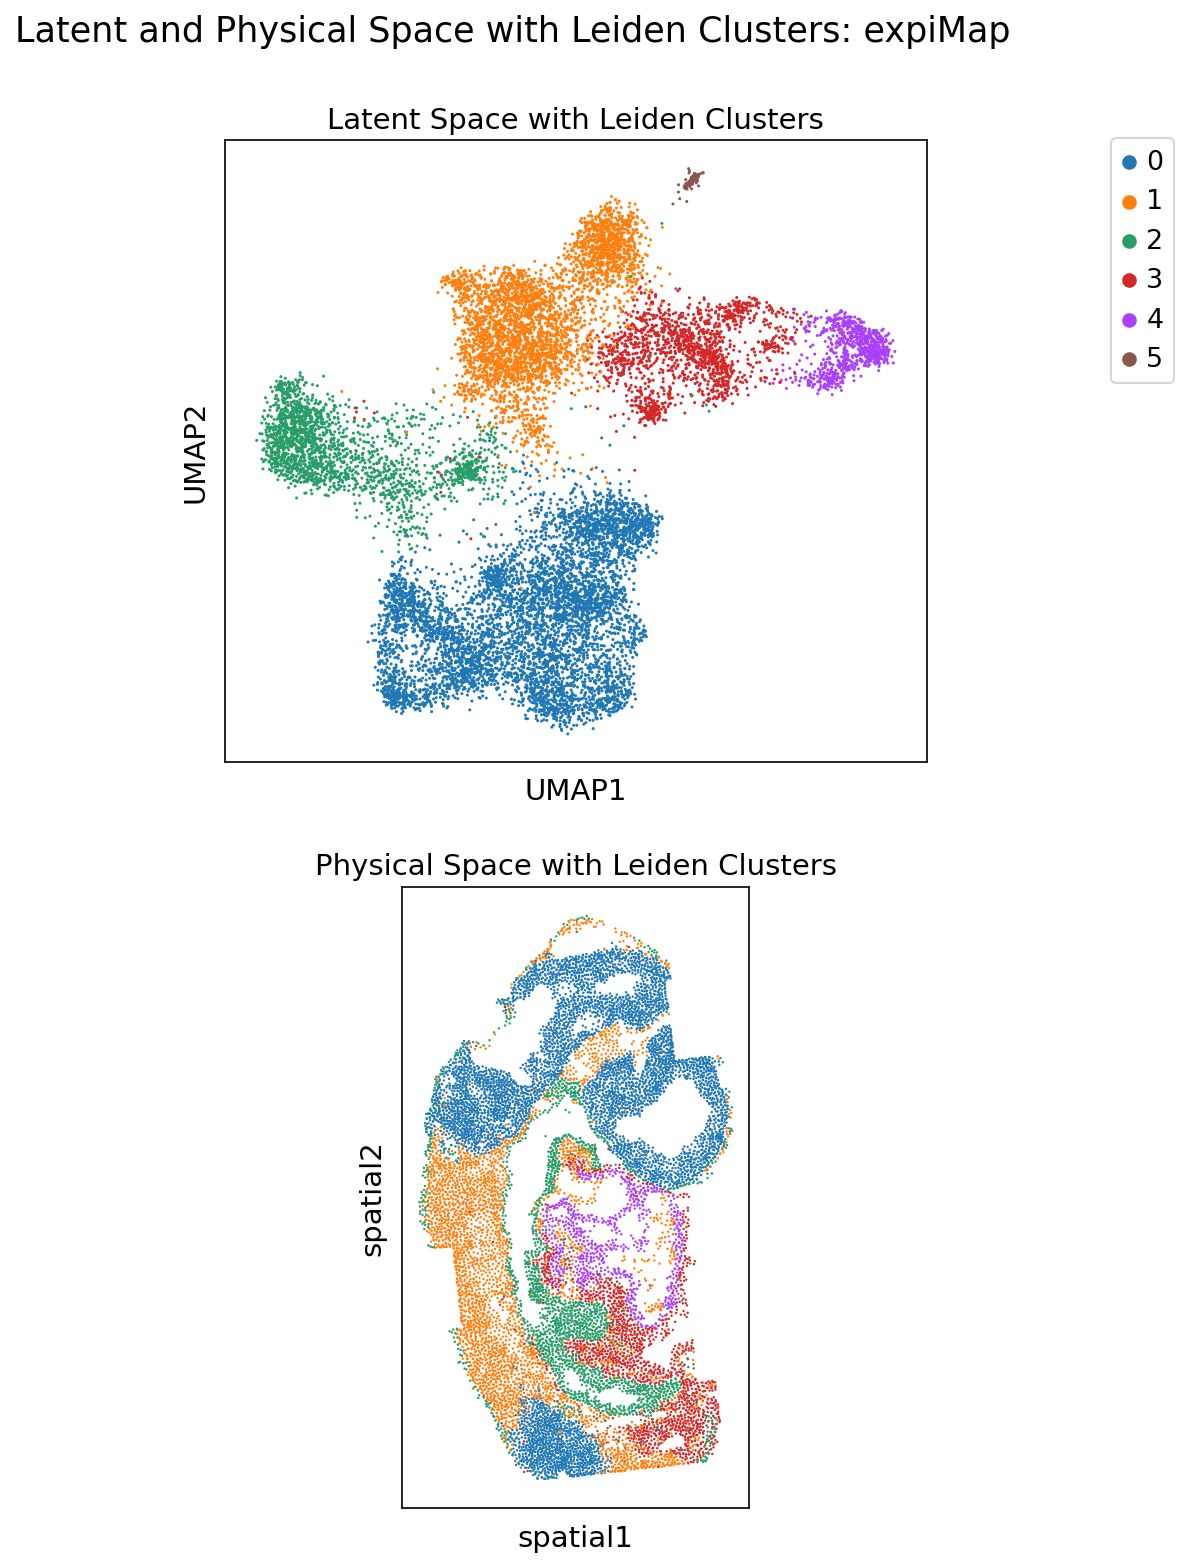 Latent and Physical Space with Leiden Clusters: expiMap
Latent Space with Leiden Clusters
0
1
2
3
4
5
UMAP2
UMAP1
Physical Space with Leiden Clusters
spatial2
spatial1